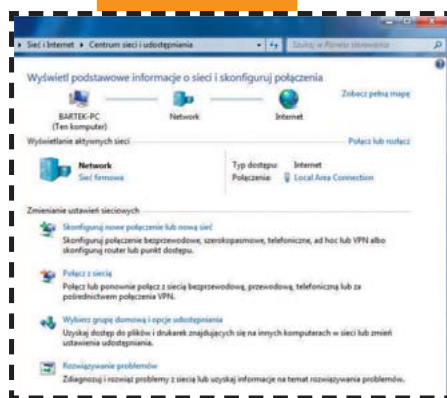 Sieć i Internet ▸ Centrum sieci i udostępniania
Szukaj w Panelu sterowania
Wyświetl podstawowe informacje o sieci i skonfiguruj połączenia
Zobacz pełną mapę
BARTEK-PC
(Ten komputer)
Network
Internet
Wyświetlanie aktywnych sieci
Połącz lub rozłącz
Network
Sieć firmowa
Typ dostępu: Internet
Połączenie: Local Area Connection
Zmienianie ustawień sieciowych
Skonfiguruj nowe połączenie lub nową sieć
Skonfiguruj połączenie bezprzewodowe, szerokopasmowe, telefoniczne, ad hoc lub VPN albo
skonfiguruj router lub punkt dostępu.
Połącz z siecią
Połącz lub ponownie połącz z siecią bezprzewodową, przewodową, telefoniczną lub za
pośrednictwem połączenia VPN.
Wybierz grupę domową i opcje udostępniania
Uzyskaj dostęp do plików i drukarek znajdujących się na innych komputerach w sieci lub zmień
ustawienia udostępniania.
Rozwiązywanie problemów
Zdiagnozuj i rozwiąż problemy z siecią lub uzyskaj informacje na temat rozwiązywania problemów.